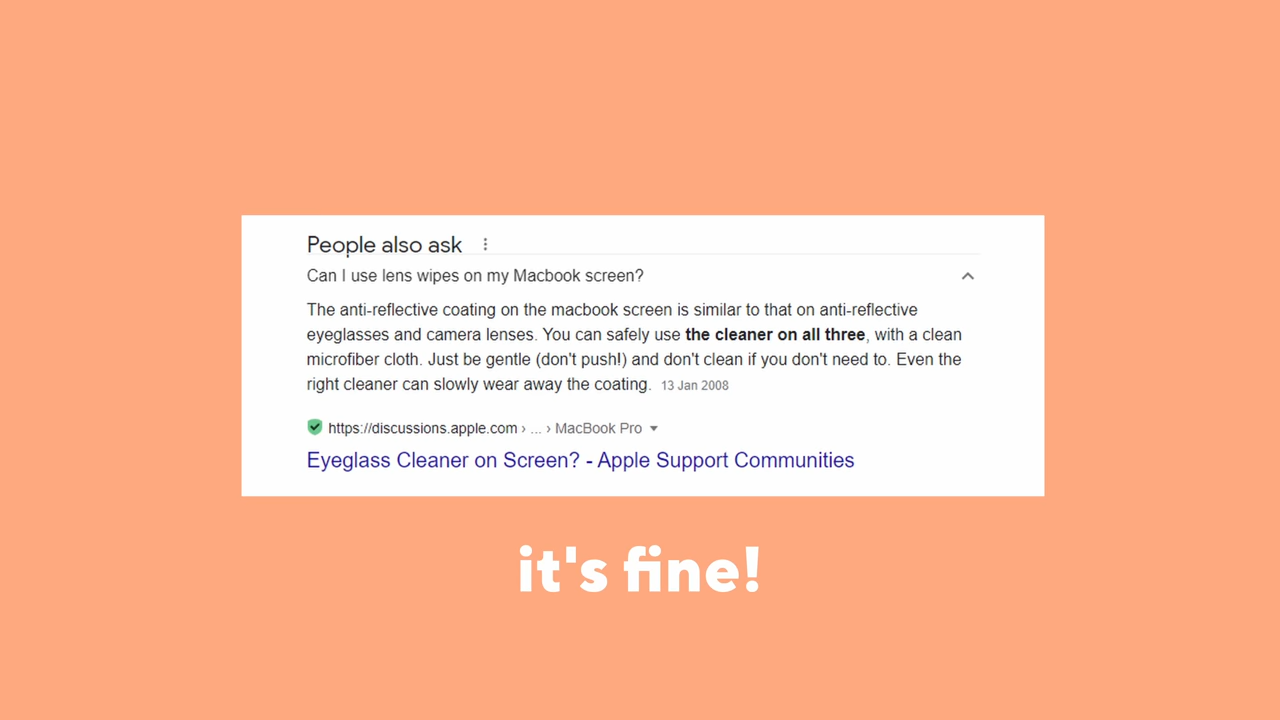 People also ask
Can I use lens wipes on my Macbook screen?
The anti-reflective coating on the macbook screen is similar to that on anti-reflective
eyeglasses and camera lenses. You can safely use the cleaner on all three, with a clean
microfiber cloth. Just be gentle (don't push!) and don't clean if you don't need to. Even the
right cleaner can slowly wear away the coating. 13 Jan 2008
https://discussions.apple.com › ... › MacBook Pro
Eyeglass Cleaner on Screen? - Apple Support Communities
it's fine!